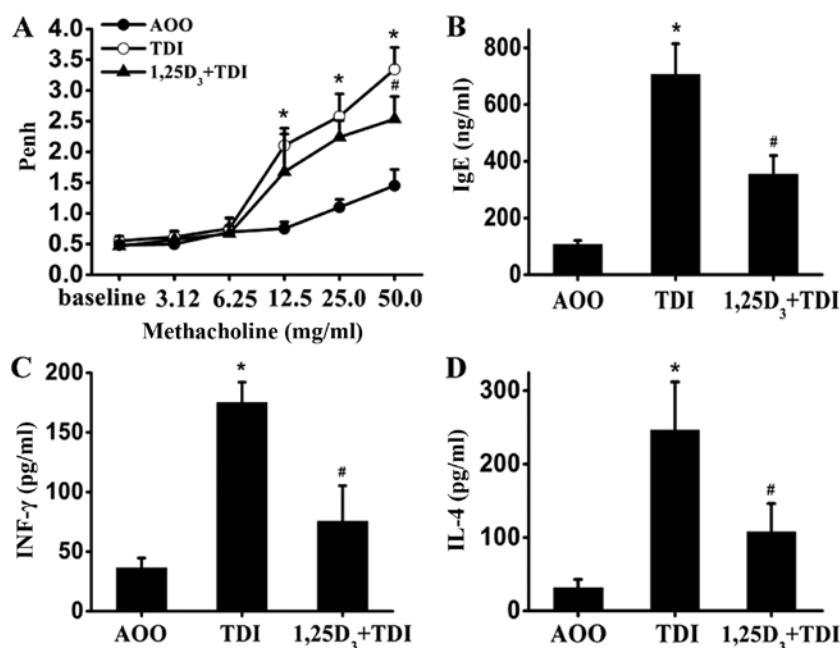 A
AOO
TDI
1,25D₃+TDI
4.0
3.5
3.0
2.5
2.0
1.5
1.0
0.5
0.0
Penh
* * * #
baseline 3.12 6.25 12.5 25.0 50.0
Methacholine (mg/ml)
B
800
600
400
200
0
IgE (ng/ml)
*
#
AOO TDI 1,25D₃+TDI
C
200
150
100
50
0
INF-γ (pg/ml)
*
#
AOO TDI 1,25D₃+TDI
D
300
200
100
0
IL-4 (pg/ml)
*
#
AOO TDI 1,25D₃+TDI